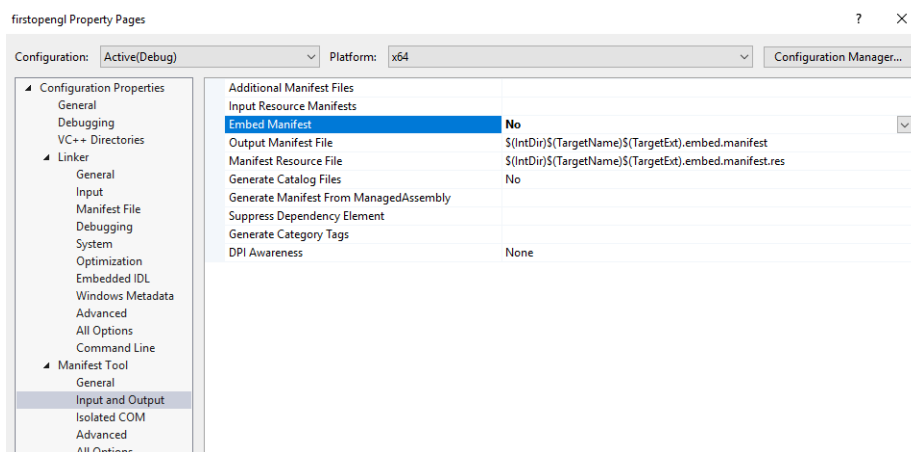 firstopengl Property Pages
? ×
Configuration: Active(Debug) Platform: x64 Configuration Manager...
Configuration Properties
General
Debugging
VC++ Directories
Linker
General
Input
Manifest File
Debugging
System
Optimization
Embedded IDL
Windows Metadata
Advanced
All Options
Command Line
Manifest Tool
General
Input and Output
Isolated COM
Advanced
All Options
Additional Manifest Files
Input Resource Manifests
Embed Manifest No
Output Manifest File $(IntDir)$(TargetName)$(TargetExt).embed.manifest
Manifest Resource File $(IntDir)$(TargetName)$(TargetExt).embed.manifest.res
Generate Catalog Files No
Generate Manifest From ManagedAssembly
Suppress Dependency Element
Generate Category Tags
DPI Awareness None